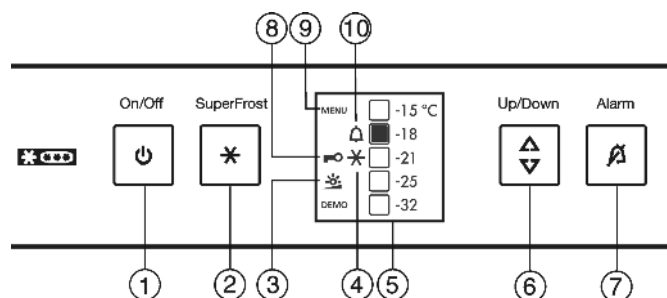 ⑧ ⑨ ⑩
On/Off SuperFrost MENU -15 °C Up/Down Alarm
-18
-21
-25
DEMO -32
① ② ③ ④ ⑤ ⑥ ⑦